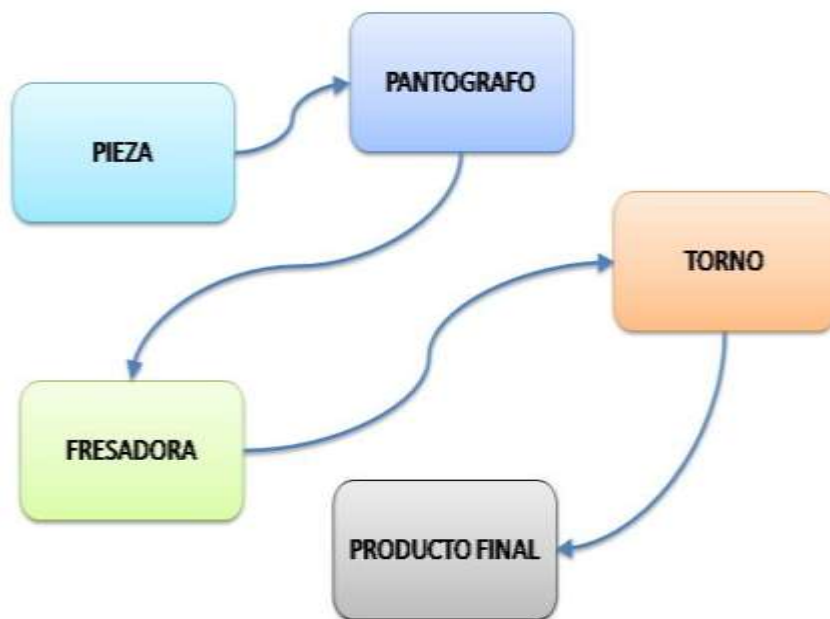 PIEZA
PANTOGRAFO
FRESADORA
TORNO
PRODUCTO FINAL